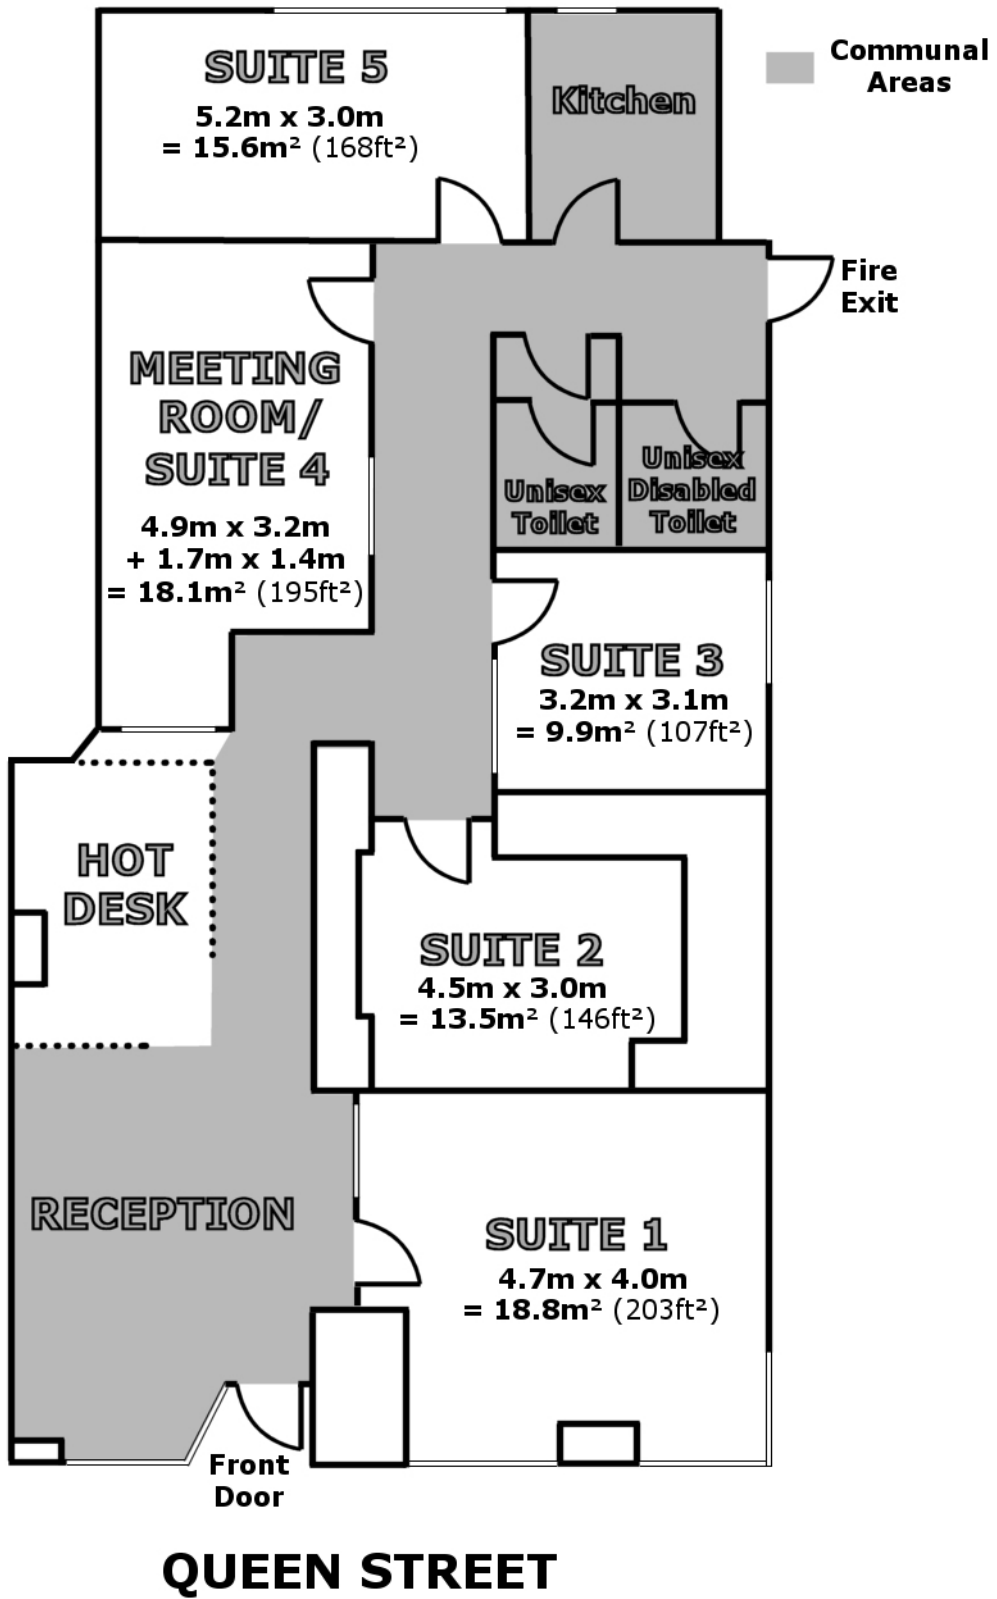 SUITE 5
5.2m x 3.0m
= 15.6m² (168ft²)
Kitchen
Communal
Areas
Fire
Exit
MEETING
ROOM/
SUITE 4
4.9m x 3.2m
+ 1.7m x 1.4m
= 18.1m² (195ft²)
Unisex
Toilet
Unisex
Disabled
Toilet
SUITE 3
3.2m x 3.1m
= 9.9m² (107ft²)
HOT
DESK
SUITE 2
4.5m x 3.0m
= 13.5m² (146ft²)
RECEPTION
SUITE 1
4.7m x 4.0m
= 18.8m² (203ft²)
Front
Door
QUEEN STREET